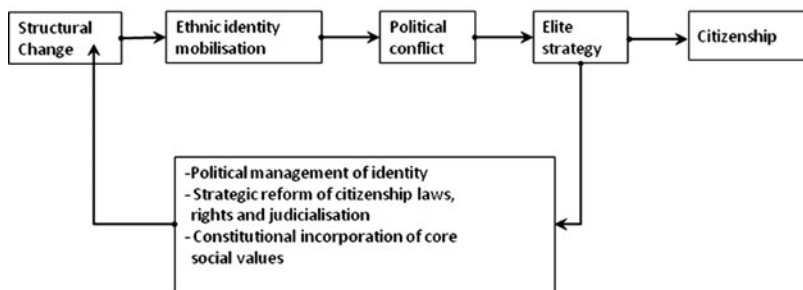 Structural
Change
Ethnic identity
mobilisation
Political
conflict
Elite
strategy
Citizenship
-Political management of identity
- Strategic reform of citizenship laws,
rights and judicialisation
- Constitutional incorporation of core
social values